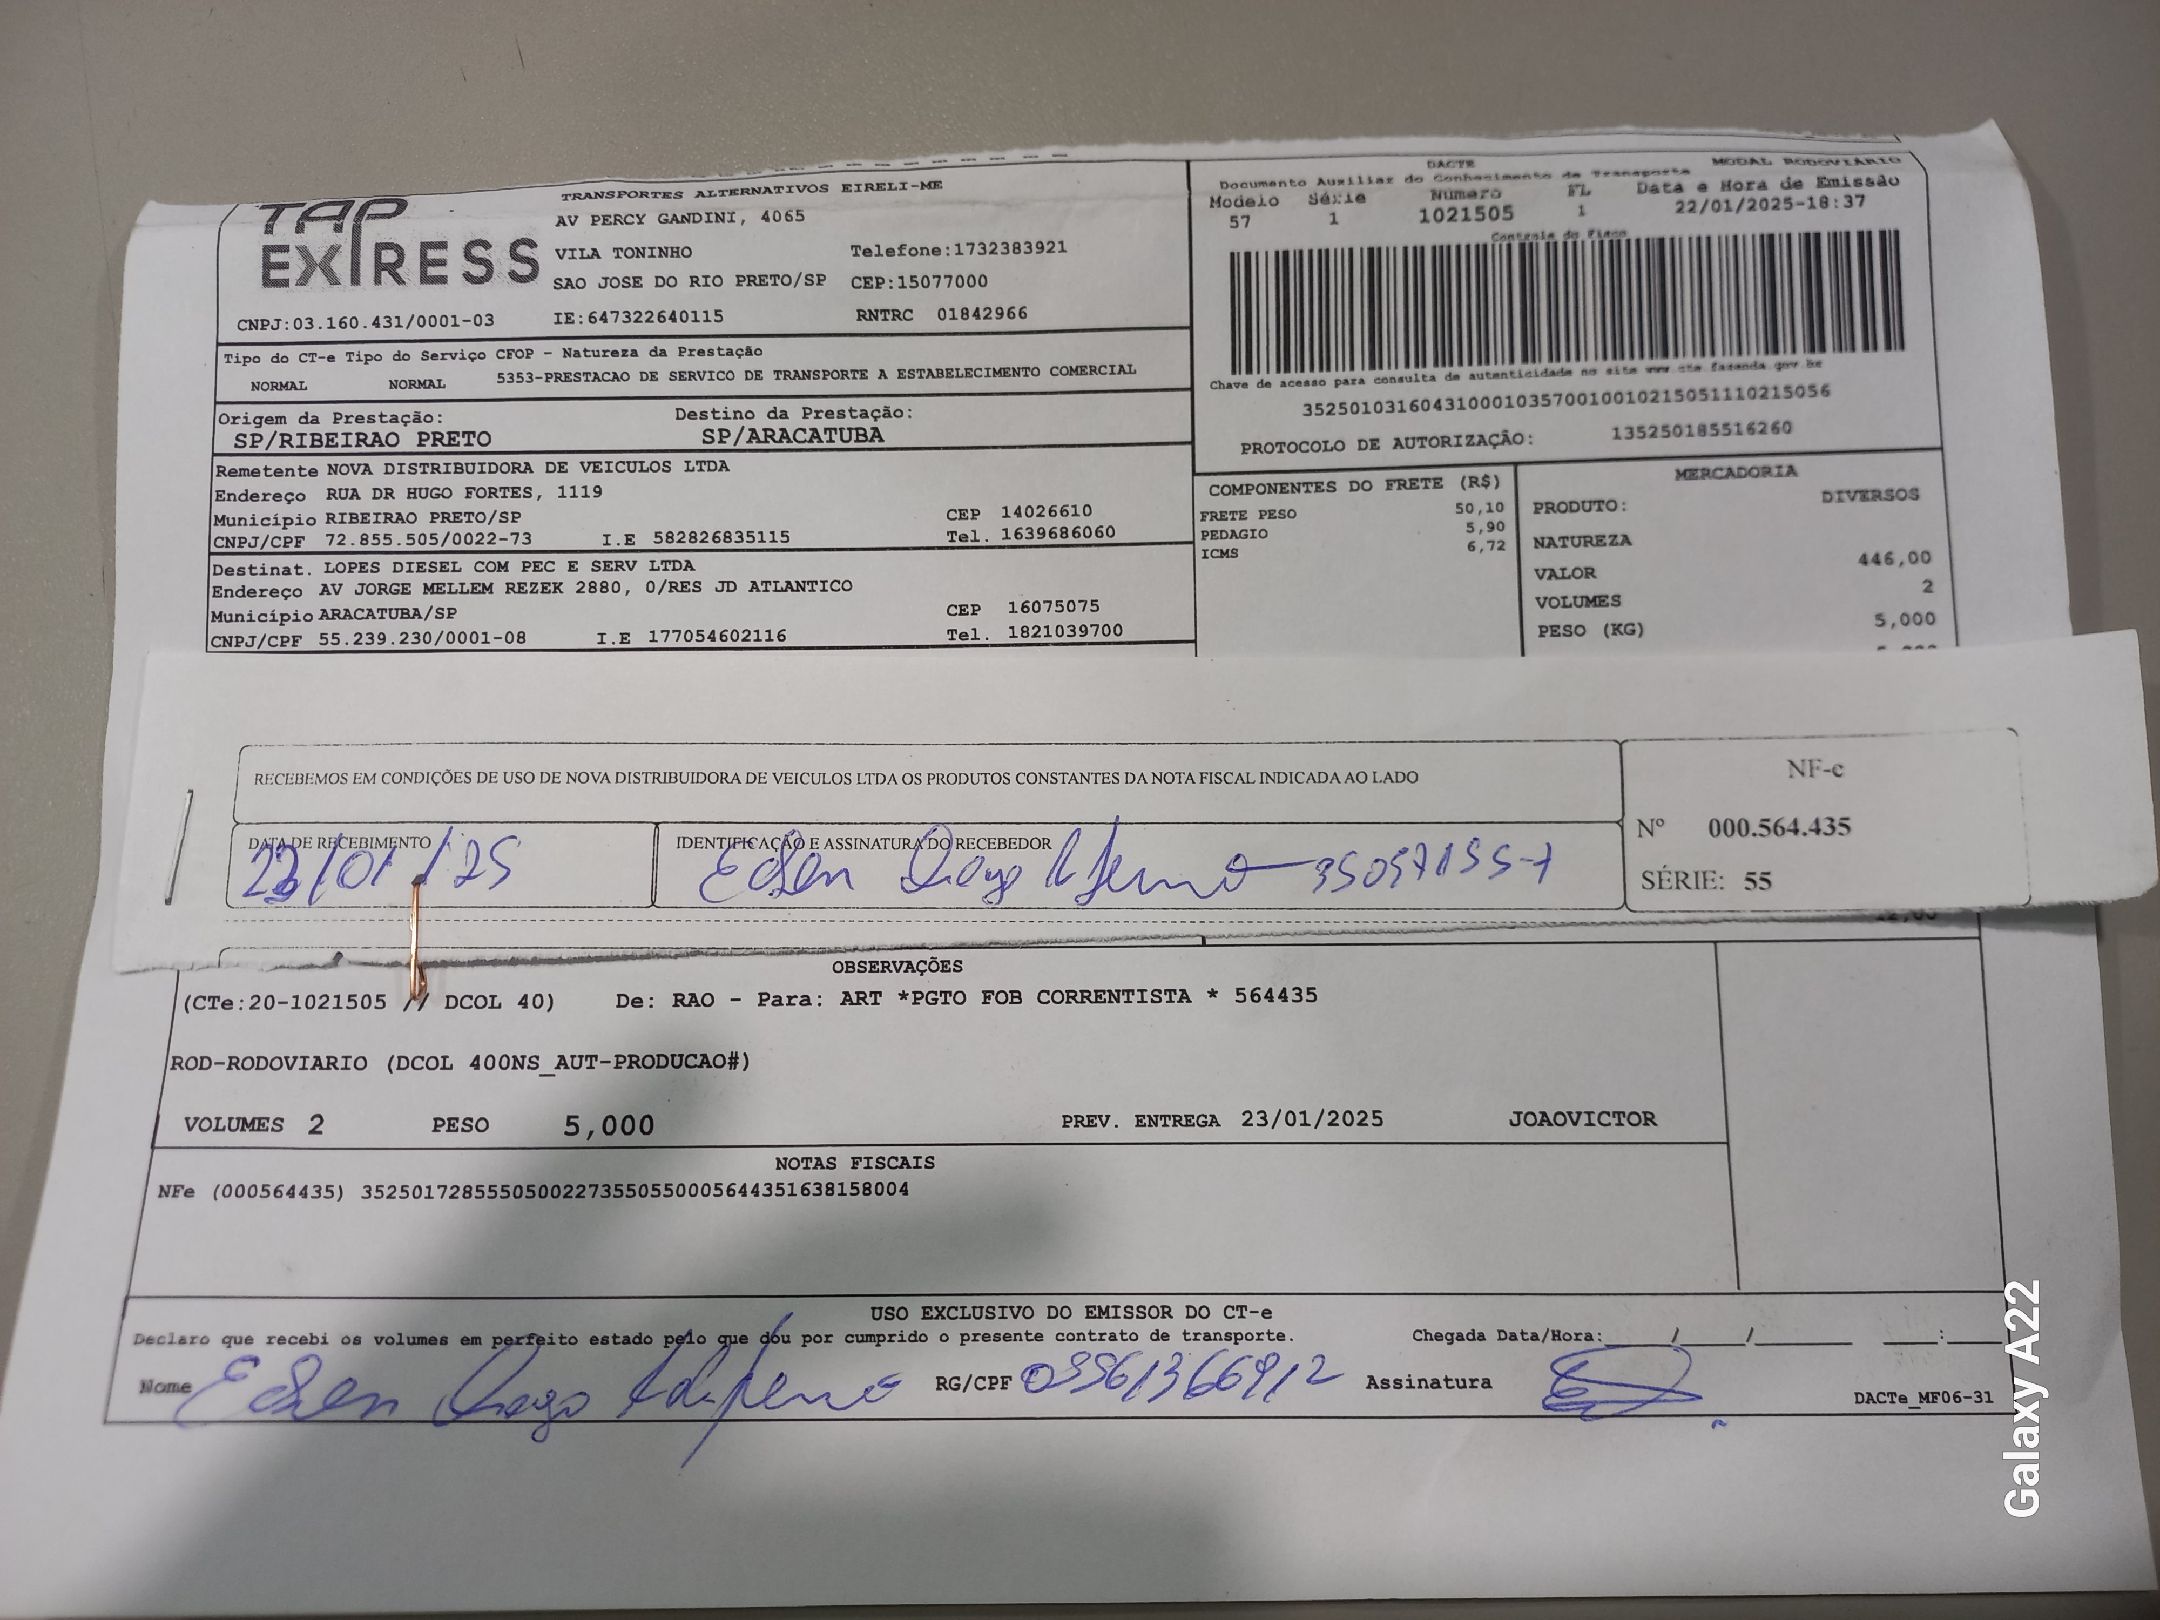 TAP EXPRESS
TRANSPORTES ALTERNATIVOS EIRELI-ME
AV PERCY GANDINI, 4065
VILA TONINHO Telefone:1732383921
SAO JOSE DO RIO PRETO/SP CEP:15077000
CNPJ:03.160.431/0001-03 IE:647322640115 RNTRC 01842966
Tipo do CT-e Tipo do Serviço CFOP - Natureza da Prestação
NORMAL NORMAL 5353-PRESTACAO DE SERVICO DE TRANSPORTE A ESTABELECIMENTO COMERCIAL
Origem da Prestação: Destino da Prestação:
SP/RIBEIRAO PRETO SP/ARACATUBA
Remetente NOVA DISTRIBUIDORA DE VEICULOS LTDA
Endereço RUA DR HUGO FORTES, 1119
Município RIBEIRAO PRETO/SP CEP 14026610
CNPJ/CPF 72.855.505/0022-73 I.E 582826835115 Tel. 1639686060
Destinat. LOPES DIESEL COM PEC E SERV LTDA
Endereço AV JORGE MELLEM REZEK 2880, 0/RES JD ATLANTICO
Município ARACATUBA/SP CEP 16075075
CNPJ/CPF 55.239.230/0001-08 I.E 177054602116 Tel. 1821039700
DACTE MODAL RODOVIÁRIO
Documento Auxiliar do Conhecimento de Transporte
Modelo Série Número FL Data e Hora de Emissão
57 1 1021505 1 22/01/2025-18:37
Controle do Fisco
Chave de acesso para consulta de autenticidade no site www.cte.fazenda.gov.br
35250103160431000103570010010215051110215056
PROTOCOLO DE AUTORIZAÇÃO: 135250185516260
COMPONENTES DO FRETE (R$)
FRETE PESO 50,10
PEDAGIO 5,90
ICMS 6,72
MERCADORIA
PRODUTO: DIVERSOS
NATUREZA
VALOR 446,00
VOLUMES 2
PESO (KG) 5,000
RECEBEMOS EM CONDIÇÕES DE USO DE NOVA DISTRIBUIDORA DE VEICULOS LTDA OS PRODUTOS CONSTANTES DA NOTA FISCAL INDICADA AO LADO
DATA DE RECEBIMENTO
23/01/25
IDENTIFICAÇÃO E ASSINATURA DO RECEBEDOR
NF-e
Nº 000.564.435
SÉRIE: 55
OBSERVAÇÕES
(CTe:20-1021505 // DCOL 40) De: RAO - Para: ART *PGTO FOB CORRENTISTA * 564435
ROD-RODOVIARIO (DCOL 400NS_AUT-PRODUCAO#)
VOLUMES 2 PESO 5,000 PREV. ENTREGA 23/01/2025 JOAOVICTOR
NOTAS FISCAIS
NFe (000564435) 35250172855505002273550550005644351638158004
USO EXCLUSIVO DO EMISSOR DO CT-e
Declaro que recebi os volumes em perfeito estado pelo que dou por cumprido o presente contrato de transporte. Chegada Data/Hora:____/____/____ ___:___
Nome RG/CPF Assinatura
DACTe_MF06-31
Galaxy A22